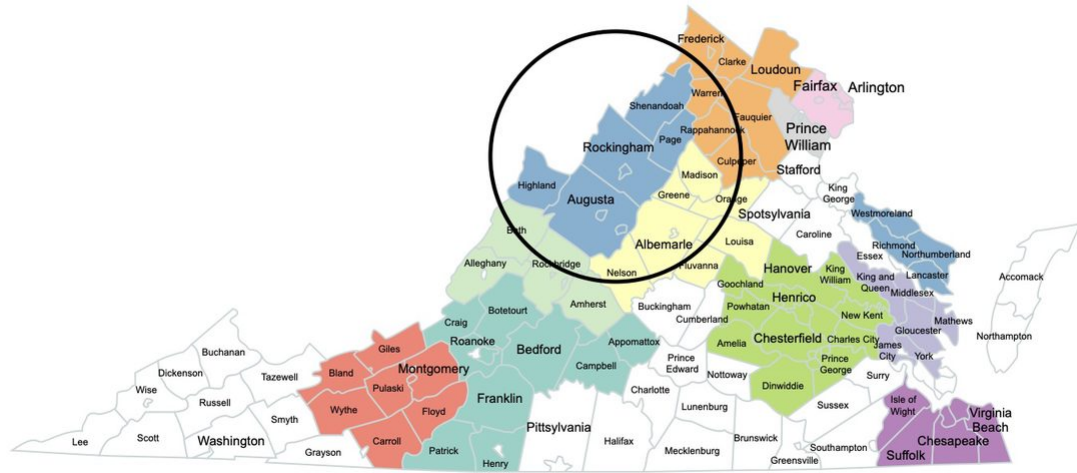 Frederick
Clarke
Loudoun
Fairfax
Arlington
Warren
Shenandoah
Fauquier
Rappahannock
Prince
William
Rockingham
Page
Culpeper
Stafford
Madison
Highland
Greene
Orange
King
George
Augusta
Spotsylvania
Westmoreland
Bath
Albemarle
Louisa
Caroline
Richmond
Essex
Northumberland
Alleghany
Rockbridge
Nelson
Fluvanna
Hanover
King
William
King and
Queen
Lancaster
Accomack
Goochland
Middlesex
Amherst
Buckingham
Powhatan
Henrico
New Kent
Mathews
Botetourt
Cumberland
Gloucester
Northampton
Craig
Roanoke
Bedford
Appomattox
Amelia
Chesterfield
Charles City
James
City
York
Giles
Buchanan
Campbell
Prince
Edward
Nottoway
Prince
George
Surry
Dickenson
Tazewell
Bland
Montgomery
Pulaski
Charlotte
Dinwiddie
Wise
Russell
Franklin
Lunenburg
Sussex
Isle of
Wight
Wythe
Floyd
Smyth
Pittsylvania
Virginia
Beach
Lee
Scott
Washington
Grayson
Carroll
Patrick
Henry
Halifax
Mecklenburg
Brunswick
Greensville
Southampton
Suffolk
Chesapeake